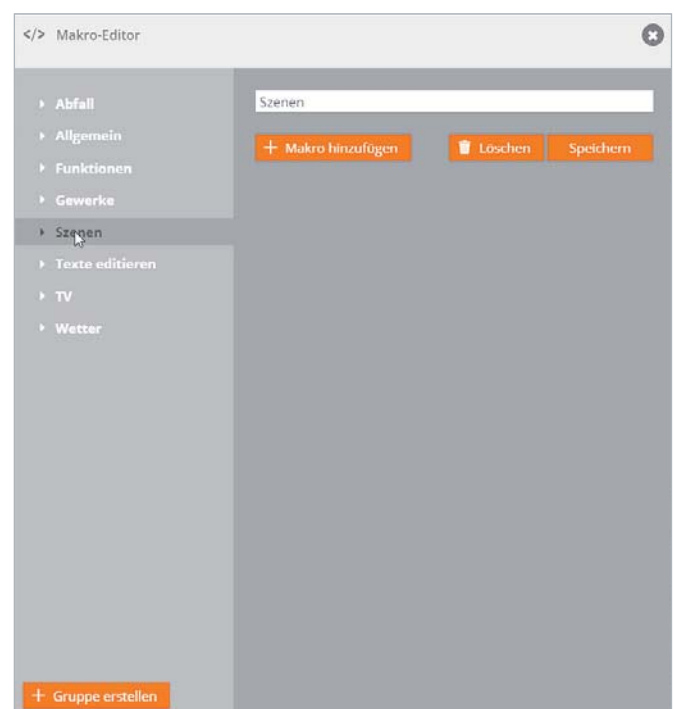 </> Makro-Editor
Abfall
Allgemein
Funktionen
Gewerke
Szenen
Texte editieren
TV
Wetter
+ Gruppe erstellen
Szenen
+ Makro hinzufügen
Löschen
Speichern